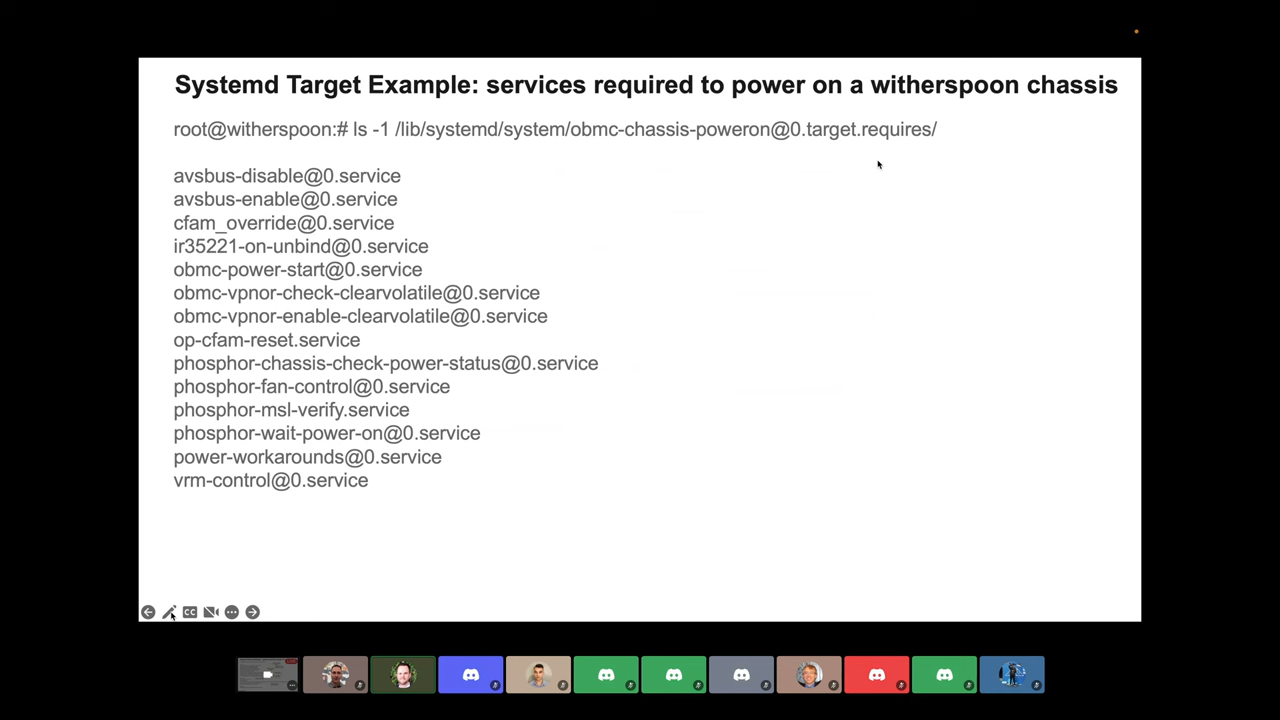 Systemd Target Example: services required to power on a witherspoon chassis
root@witherspoon:# ls -1 /lib/systemd/system/obmc-chassis-poweron@0.target.requires/
avsbus-disable@0.service
avsbus-enable@0.service
cfam_override@0.service
ir35221-on-unbind@0.service
obmc-power-start@0.service
obmc-vpnor-check-clearvolatile@0.service
obmc-vpnor-enable-clearvolatile@0.service
op-cfam-reset.service
phosphor-chassis-check-power-status@0.service
phosphor-fan-control@0.service
phosphor-msl-verify.service
phosphor-wait-power-on@0.service
power-workarounds@0.service
vrm-control@0.service
CC